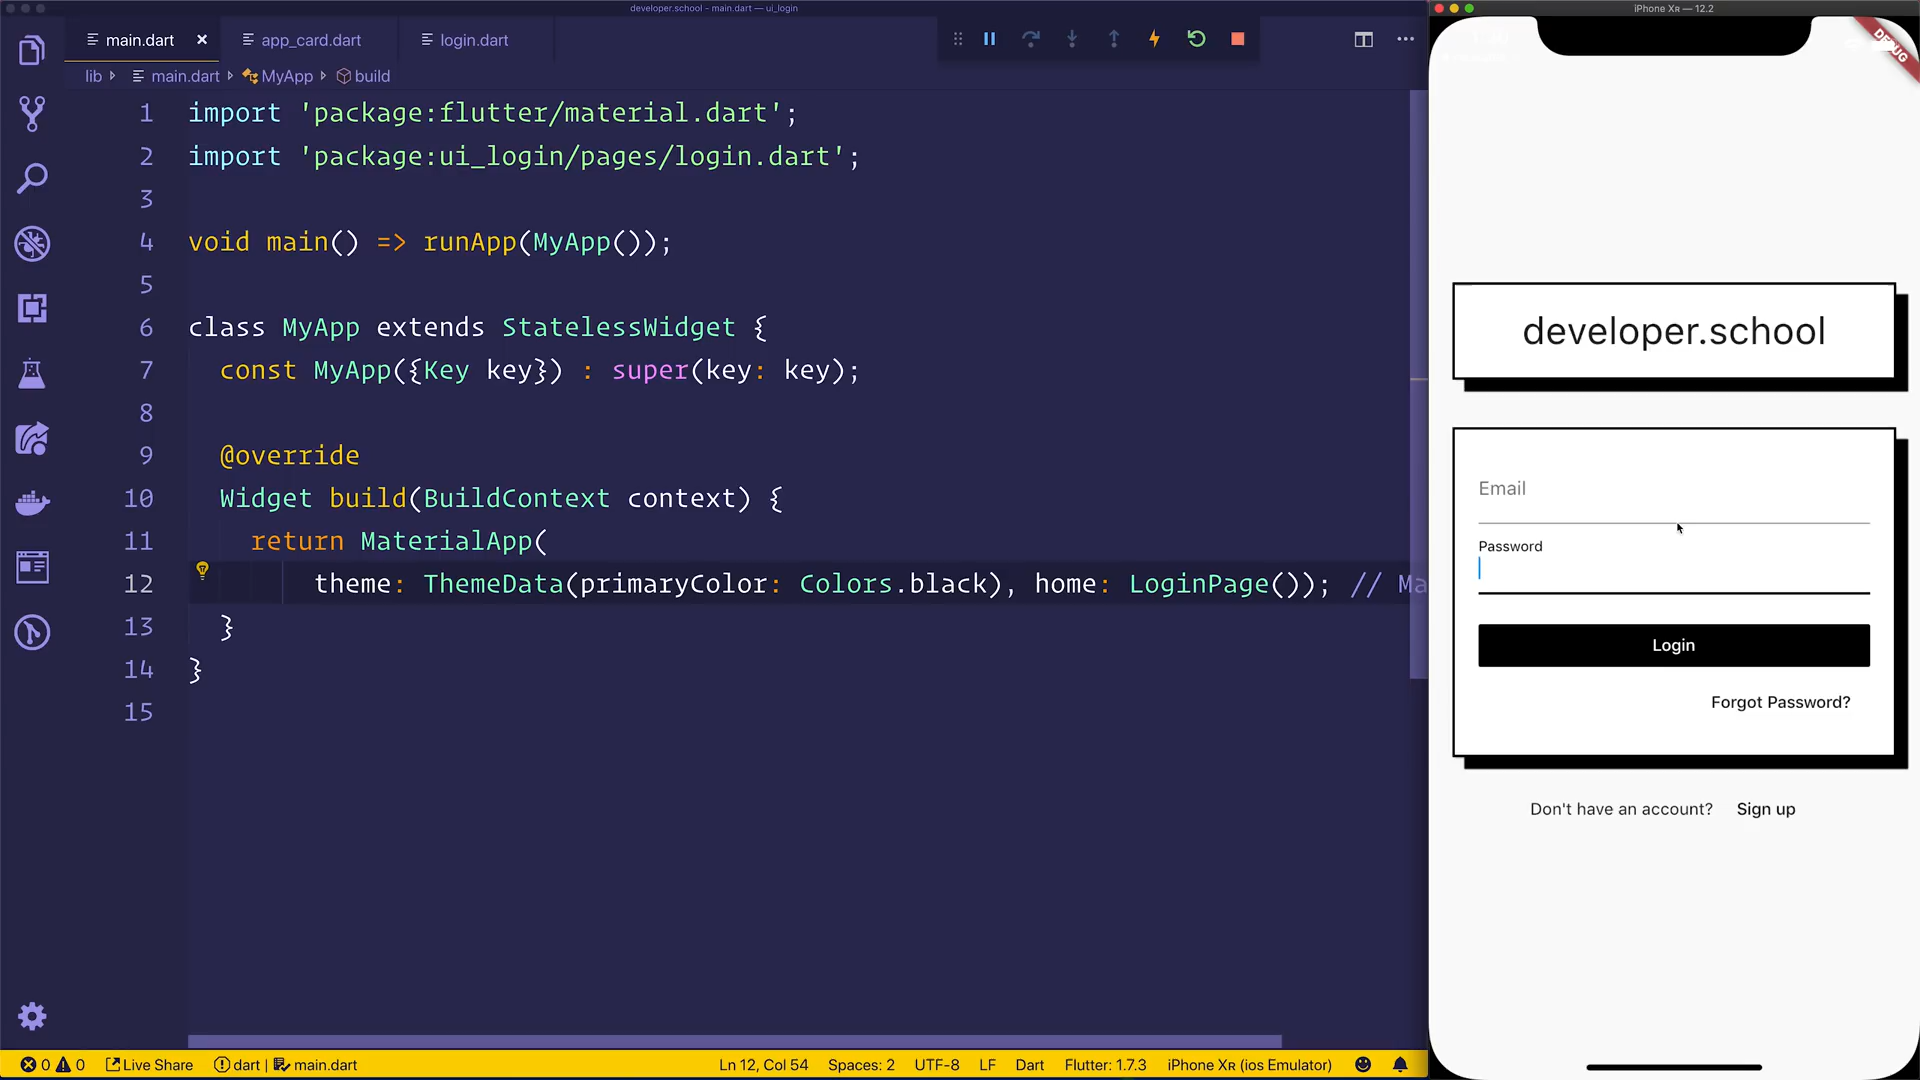 developer.school - main.dart — ui_login
main.dart
app_card.dart
login.dart
lib
main.dart
MyApp
build
1 import 'package:flutter/material.dart';
2 import 'package:ui_login/pages/login.dart';
3
4 void main() => runApp(MyApp());
5
6 class MyApp extends StatelessWidget {
7 const MyApp({Key key}) : super(key: key);
8
9 @override
10 Widget build(BuildContext context) {
11 return MaterialApp(
12 theme: ThemeData(primaryColor: Colors.black), home: LoginPage()); // Ma
13 }
14 }
15
0 0 Live Share dart | main.dart Ln 12, Col 54 Spaces: 2 UTF-8 LF Dart Flutter: 1.7.3 iPhone XR (ios Emulator)
iPhone XR — 12.2
DEBUG
developer.school
Email
Password
Login
Forgot Password?
Don't have an account? Sign up